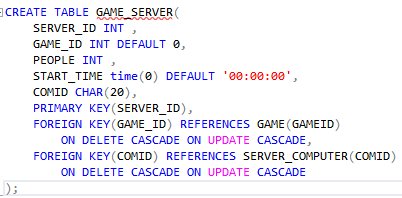 CREATE TABLE GAME_SERVER(
SERVER_ID INT ,
GAME_ID INT DEFAULT 0,
PEOPLE INT ,
START_TIME time(0) DEFAULT '00:00:00',
COMID CHAR(20),
PRIMARY KEY(SERVER_ID),
FOREIGN KEY(GAME_ID) REFERENCES GAME(GAMEID)
ON DELETE CASCADE ON UPDATE CASCADE,
FOREIGN KEY(COMID) REFERENCES SERVER_COMPUTER(COMID)
ON DELETE CASCADE ON UPDATE CASCADE
);